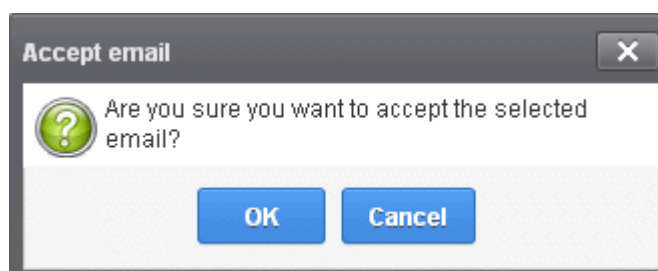 Accept email
Are you sure you want to accept the selected
email?
OK
Cancel